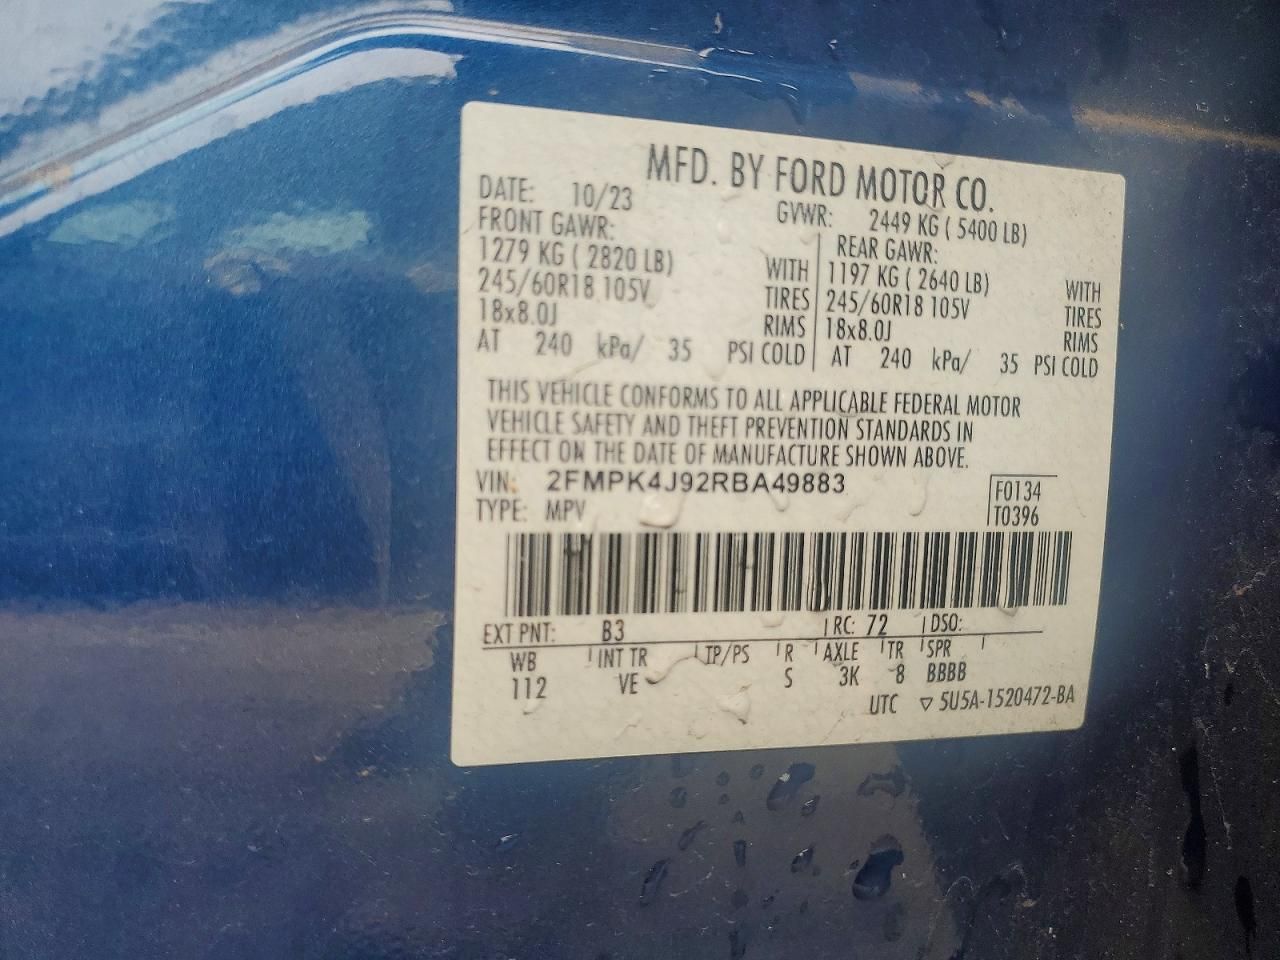 MFD. BY FORD MOTOR CO.
DATE: 10/23 GVWR: 2449 KG ( 5400 LB)
FRONT GAWR: REAR GAWR:
1279 KG ( 2820 LB) WITH 1197 KG ( 2640 LB) WITH
245/60R18 105V TIRES 245/60R18 105V TIRES
18x8.0J RIMS 18x8.0J RIMS
AT 240 kPa/ 35 PSI COLD AT 240 kPa/ 35 PSI COLD
THIS VEHICLE CONFORMS TO ALL APPLICABLE FEDERAL MOTOR
VEHICLE SAFETY AND THEFT PREVENTION STANDARDS IN
EFFECT ON THE DATE OF MANUFACTURE SHOWN ABOVE.
VIN: 2FMPK4J92RBA49883 F0134
TYPE: MPV T0396
EXT PNT: B3 RC: 72 DSO:
WB INT TR TP/PS R AXLE TR SPR
112 VE S 3K 8 BBBB
UTC ▽ 5U5A-1520472-BA